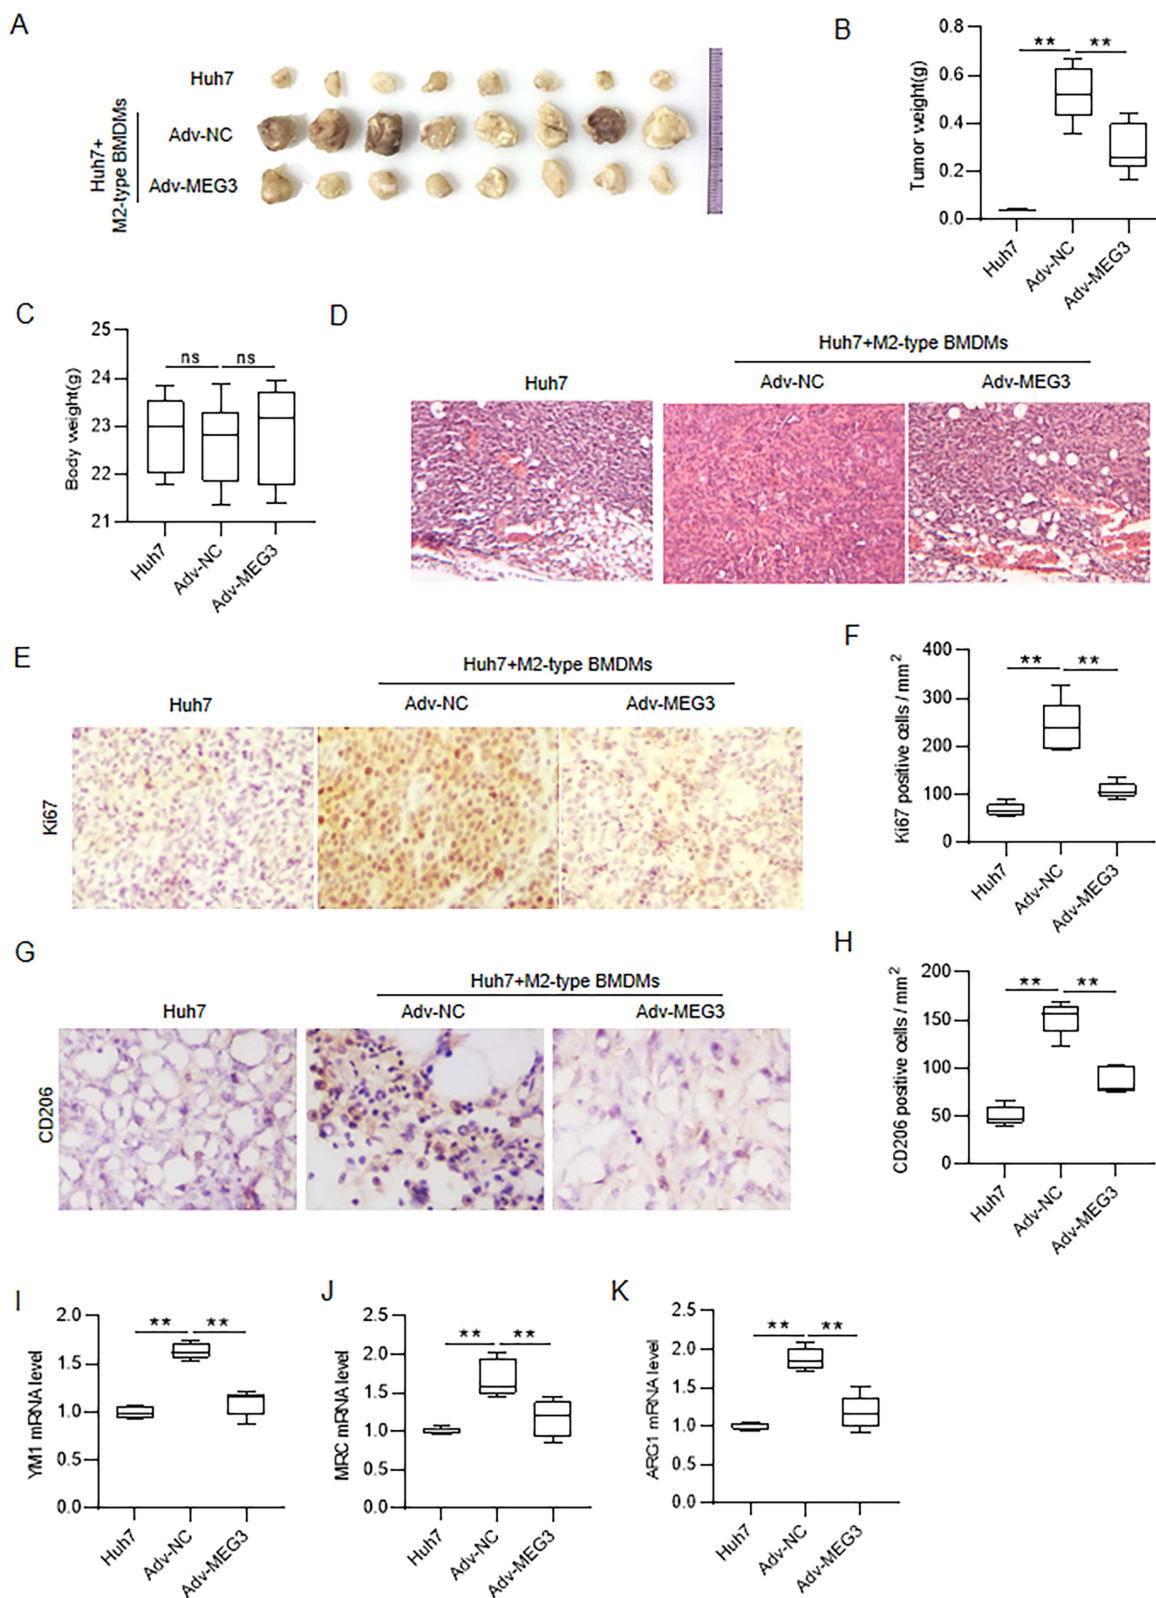 A
Huh7
Adv-NC
Adv-MEG3
Huh7+
M2-type BMDMs
B
Tumor weight(g)
0.8
0.6
0.4
0.2
0.0
** **
Huh7
Adv-NC
Adv-MEG3
C
Body weight(g)
25
24
23
22
21
ns ns
Huh7
Adv-NC
Adv-MEG3
D
Huh7+M2-type BMDMs
Huh7
Adv-NC
Adv-MEG3
E
Huh7+M2-type BMDMs
Huh7
Adv-NC
Adv-MEG3
Ki67
F
Ki67 positive cells / mm²
400
300
200
100
0
** **
Huh7
Adv-NC
Adv-MEG3
G
Huh7+M2-type BMDMs
Huh7
Adv-NC
Adv-MEG3
CD206
H
CD206 positive cells / mm²
200
150
100
50
0
** **
Huh7
Adv-NC
Adv-MEG3
I
YM1 mRNA level
2.0
1.5
1.0
0.5
0.0
** **
Huh7
Adv-NC
Adv-MEG3
J
MRC mRNA level
2.5
2.0
1.5
1.0
0.5
0.0
** **
Huh7
Adv-NC
Adv-MEG3
K
ARG1 mRNA level
2.5
2.0
1.5
1.0
0.5
0.0
** **
Huh7
Adv-NC
Adv-MEG3